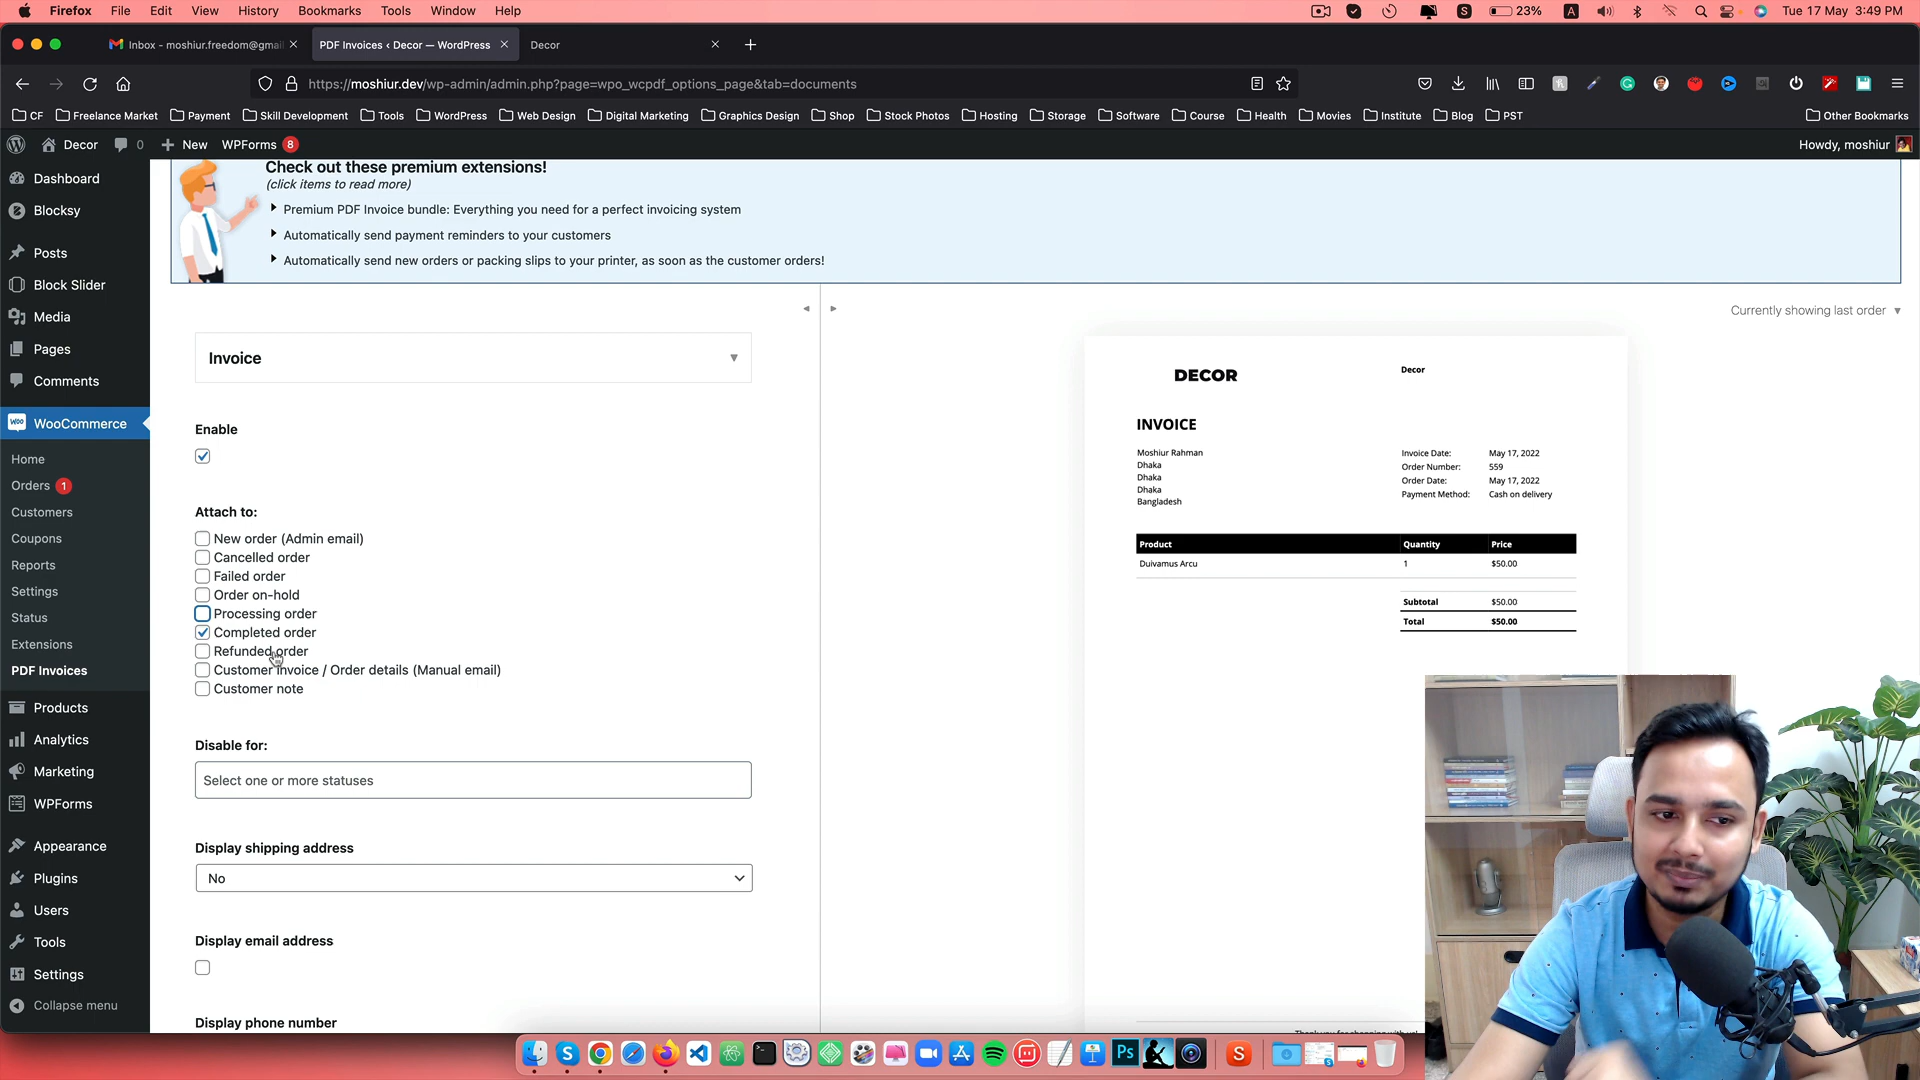 Firefox File Edit View History Bookmarks Tools Window Help 23% A Tue 17 May 3:49 PM
Inbox - moshiur.freedom@gmai
PDF Invoices ‹ Decor — WordPress
Decor
https://moshiur.dev/wp-admin/admin.php?page=wpo_wcpdf_options_page&tab=documents
CF Freelance Market Payment Skill Development Tools WordPress Web Design Digital Marketing Graphics Design Shop Stock Photos Hosting Storage Software Course Health Movies Institute Blog PST Other Bookmarks
Decor 0 New WPForms 8 Howdy, moshiur
Dashboard
Blocksy
Posts
Block Slider
Media
Pages
Comments
WooCommerce
Home
Orders 1
Customers
Coupons
Reports
Settings
Status
Extensions
PDF Invoices
Products
Analytics
Marketing
WPForms
Appearance
Plugins
Users
Tools
Settings
Collapse menu
Check out these premium extensions!
(click items to read more)
Premium PDF Invoice bundle: Everything you need for a perfect invoicing system
Automatically send payment reminders to your customers
Automatically send new orders or packing slips to your printer, as soon as the customer orders!
Currently showing last order
Invoice
Enable
Attach to:
New order (Admin email)
Cancelled order
Failed order
Order on-hold
Processing order
Completed order
Refunded order
Customer invoice / Order details (Manual email)
Customer note
Disable for:
Select one or more statuses
Display shipping address
No
Display email address
Display phone number
DECOR
Decor
INVOICE
Moshiur Rahman
Dhaka
Dhaka
Dhaka
Bangladesh
Invoice Date: May 17, 2022
Order Number: 559
Order Date: May 17, 2022
Payment Method: Cash on delivery
Product Quantity Price
Duivamus Arcu 1 $50.00
Subtotal $50.00
Total $50.00
Ps
S